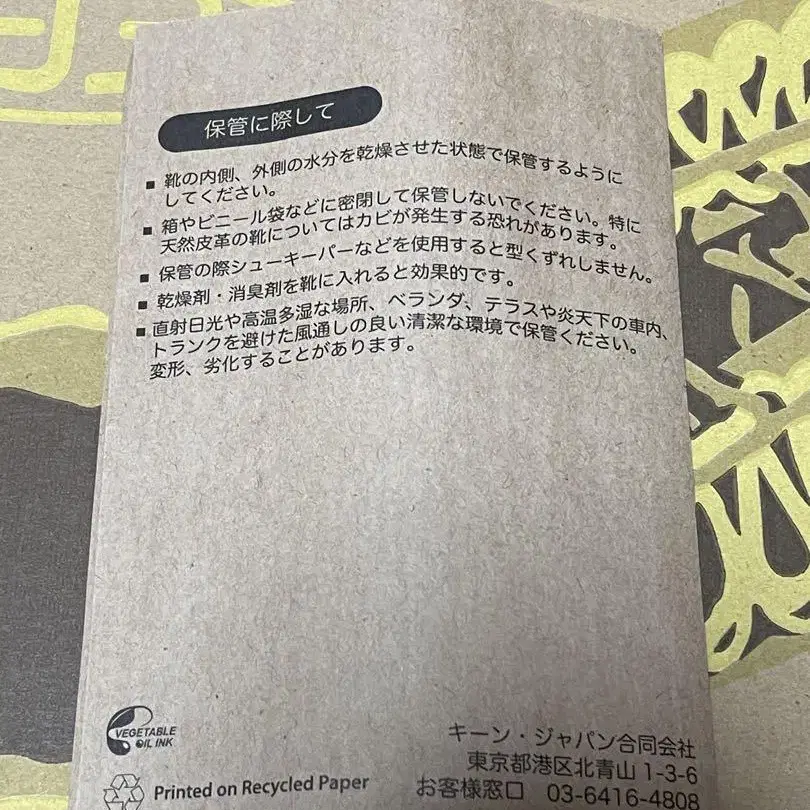 保管に際して
■ 靴の内側、外側の水分を乾燥させた状態で保管するように
してください。
■ 箱やビニール袋などに密閉して保管しないでください。特に
天然皮革の靴についてはカビが発生する恐れがあります。
■ 保管の際シューキーパーなどを使用すると型くずれしません。
■ 乾燥剤・消臭剤を靴に入れると効果的です。
■ 直射日光や高温多湿な場所、ベランダ、テラスや炎天下の車内、
トランクを避けた風通しの良い清潔な環境で保管ください。
変形、劣化することがあります。
VEGETABLE
OIL INK
Printed on Recycled Paper
キーン・ジャパン合同会社
東京都港区北青山 1-3-6
お客様窓口 03-6416-4808